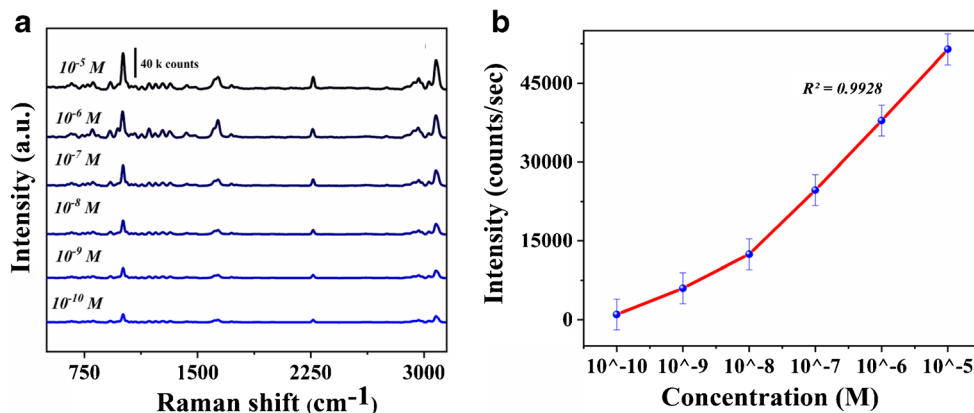 a
40 k counts
10-5 M
10-6 M
10-7 M
10-8 M
10-9 M
10-10 M
Intensity (a.u.)
750 1500 2250 3000
Raman shift (cm-1)
b
R² = 0.9928
45000
30000
15000
0
Intensity (counts/sec)
10^-10 10^-9 10^-8 10^-7 10^-6 10^-5
Concentration (M)